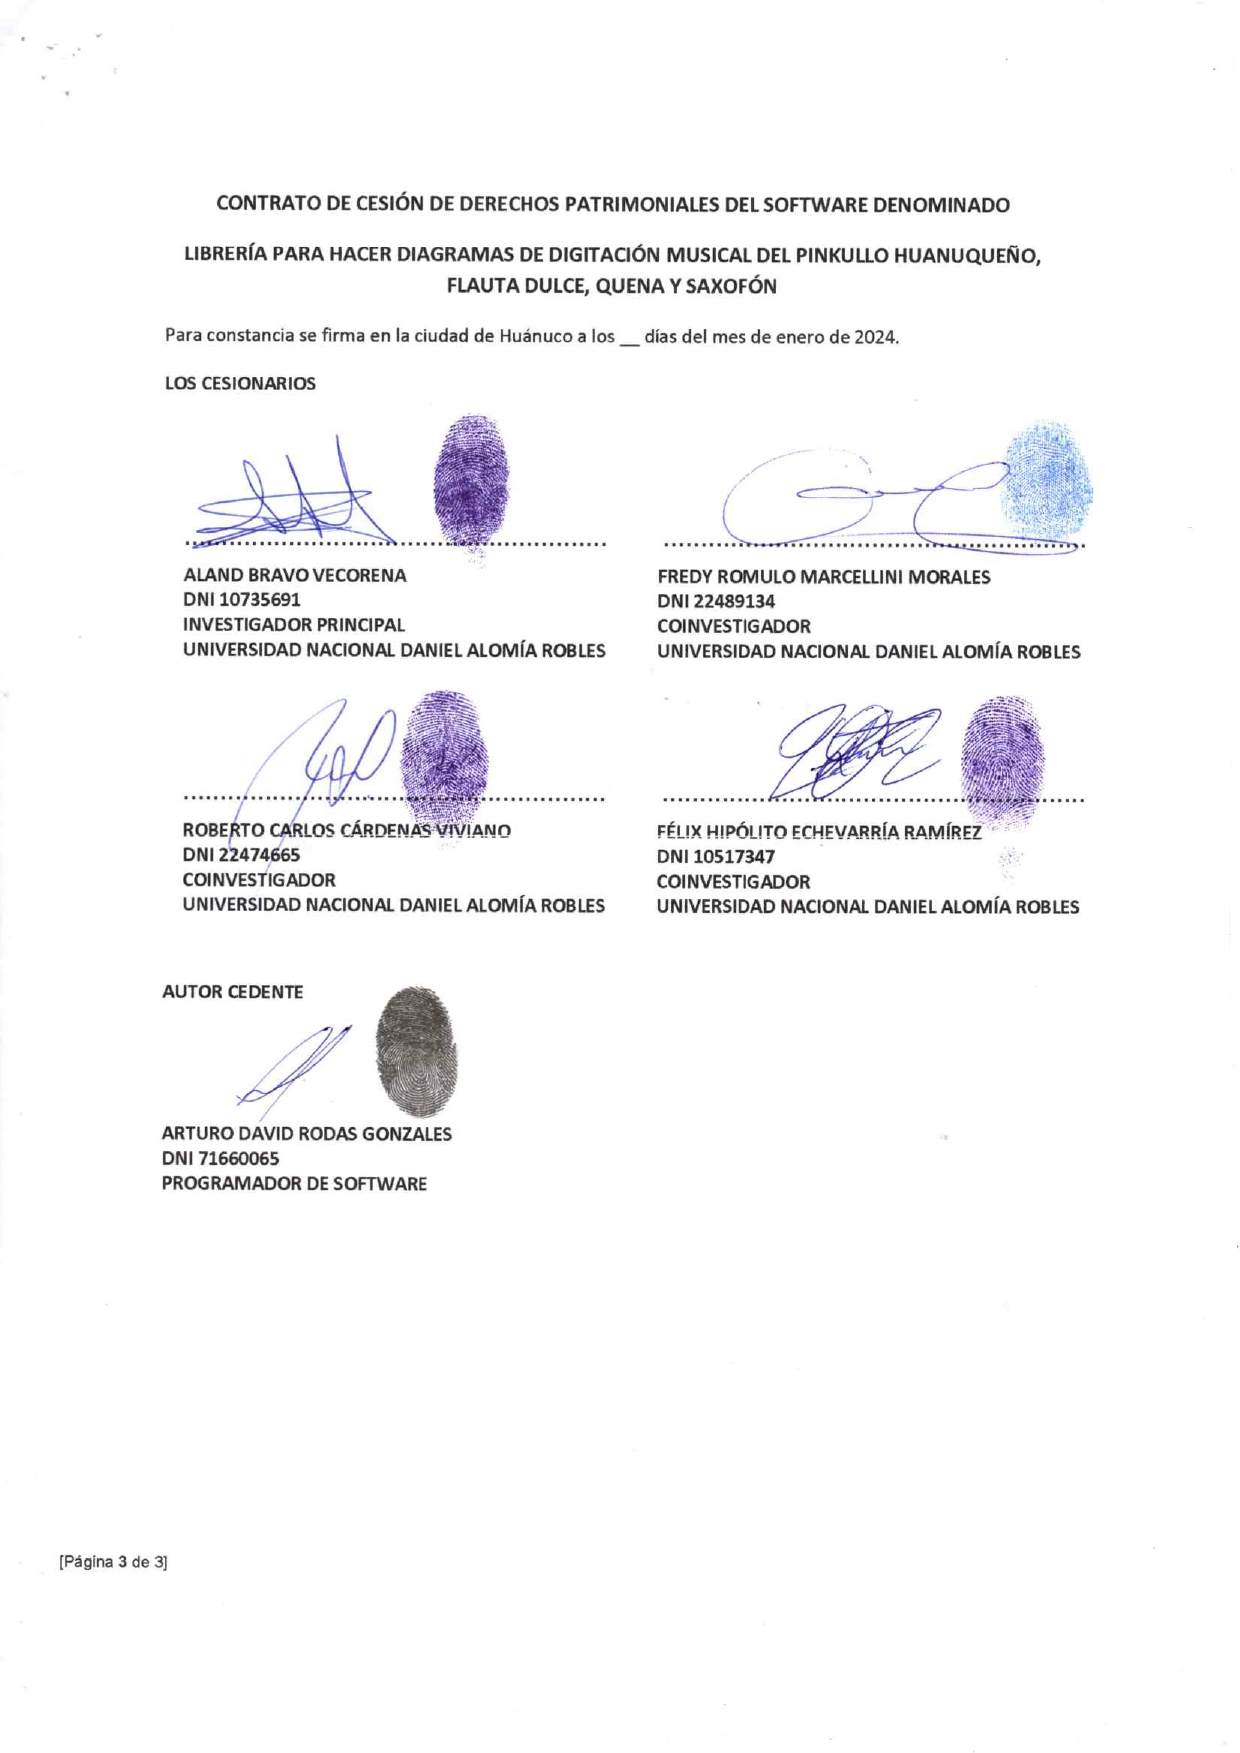 CONTRATO DE CESIÓN DE DERECHOS PATRIMONIALES DEL SOFTWARE DENOMINADO
LIBRERÍA PARA HACER DIAGRAMAS DE DIGITACIÓN MUSICAL DEL PINKULLO HUANUQUEÑO,
FLAUTA DULCE, QUENA Y SAXOFÓN
Para constancia se firma en la ciudad de Huánuco a los __ días del mes de enero de 2024.
LOS CESIONARIOS
ALAND BRAVO VECORENA
DNI 10735691
INVESTIGADOR PRINCIPAL
UNIVERSIDAD NACIONAL DANIEL ALOMÍA ROBLES
FREDY ROMULO MARCELLINI MORALES
DNI 22489134
COINVESTIGADOR
UNIVERSIDAD NACIONAL DANIEL ALOMÍA ROBLES
ROBERTO CARLOS CÁRDENAS VIVIANO
DNI 22474665
COINVESTIGADOR
UNIVERSIDAD NACIONAL DANIEL ALOMÍA ROBLES
FÉLIX HIPÓLITO ECHEVARRÍA RAMÍREZ
DNI 10517347
COINVESTIGADOR
UNIVERSIDAD NACIONAL DANIEL ALOMÍA ROBLES
AUTOR CEDENTE
ARTURO DAVID RODAS GONZALES
DNI 71660065
PROGRAMADOR DE SOFTWARE
[Página 3 de 3]